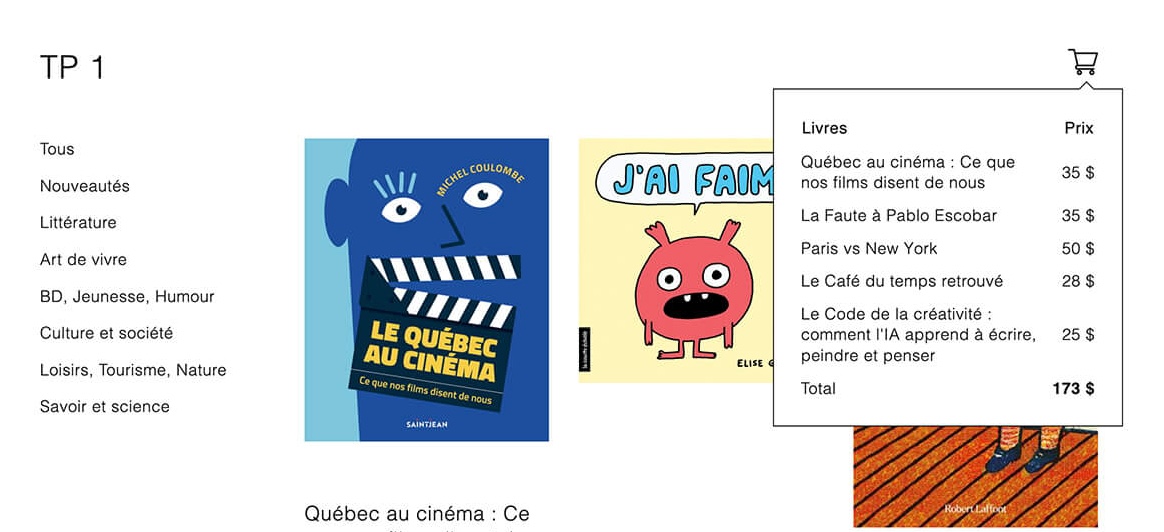 TP 1
Tous
Nouveautés
Littérature
Art de vivre
BD, Jeunesse, Humour
Culture et société
Loisirs, Tourisme, Nature
Savoir et science
MICHEL COULOMBE
LE QUÉBEC
AU CINÉMA
Ce que nos films disent de nous
SAINTJEAN
Québec au cinéma : Ce
J'AI FAIM
la courte échelle
ELISE G
Livres Prix
Québec au cinéma : Ce que
nos films disent de nous 35 $
La Faute à Pablo Escobar 35 $
Paris vs New York 50 $
Le Café du temps retrouvé 28 $
Le Code de la créativité :
comment l'IA apprend à écrire, 25 $
peindre et penser
Total 173 $
Robert Laffont